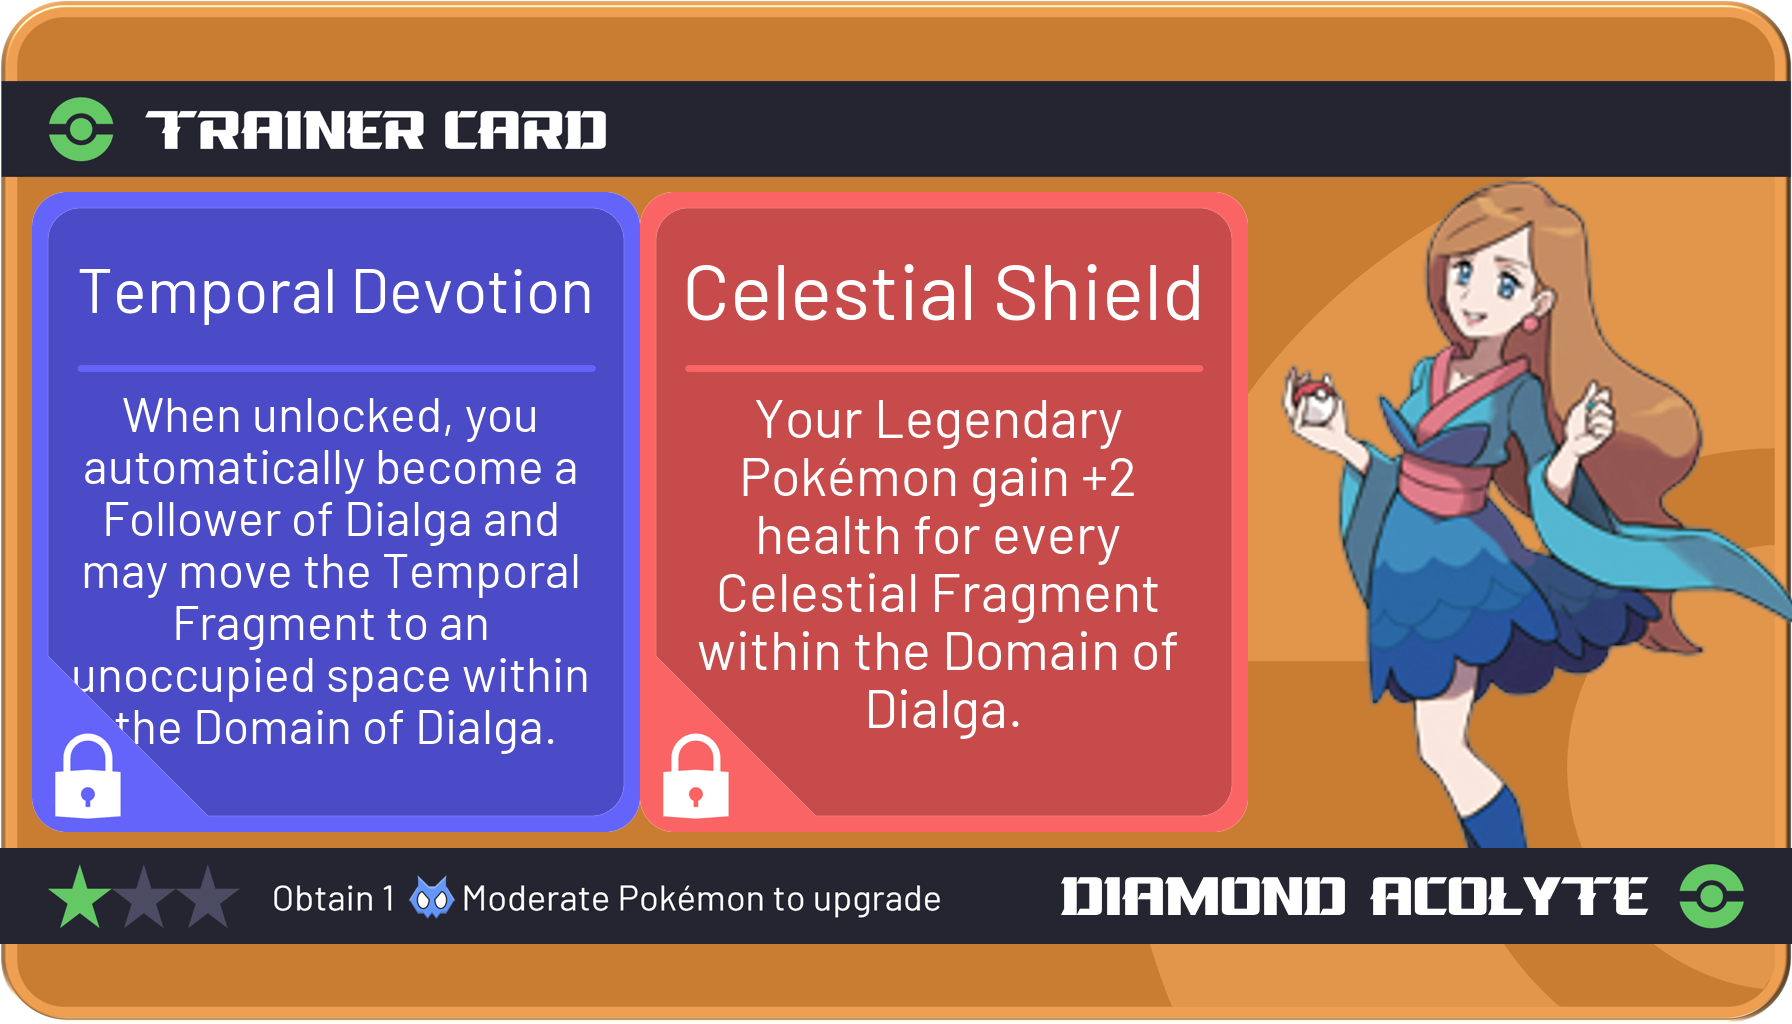 TRAINER CARD
Temporal Devotion
When unlocked, you
automatically become a
Follower of Dialga and
may move the Temporal
Fragment to an
unoccupied space within
the Domain of Dialga.
Celestial Shield
Your Legendary
Pokémon gain +2
health for every
Celestial Fragment
within the Domain of
Dialga.
Obtain 1 Moderate Pokémon to upgrade
DIAMOND ACOLYTE